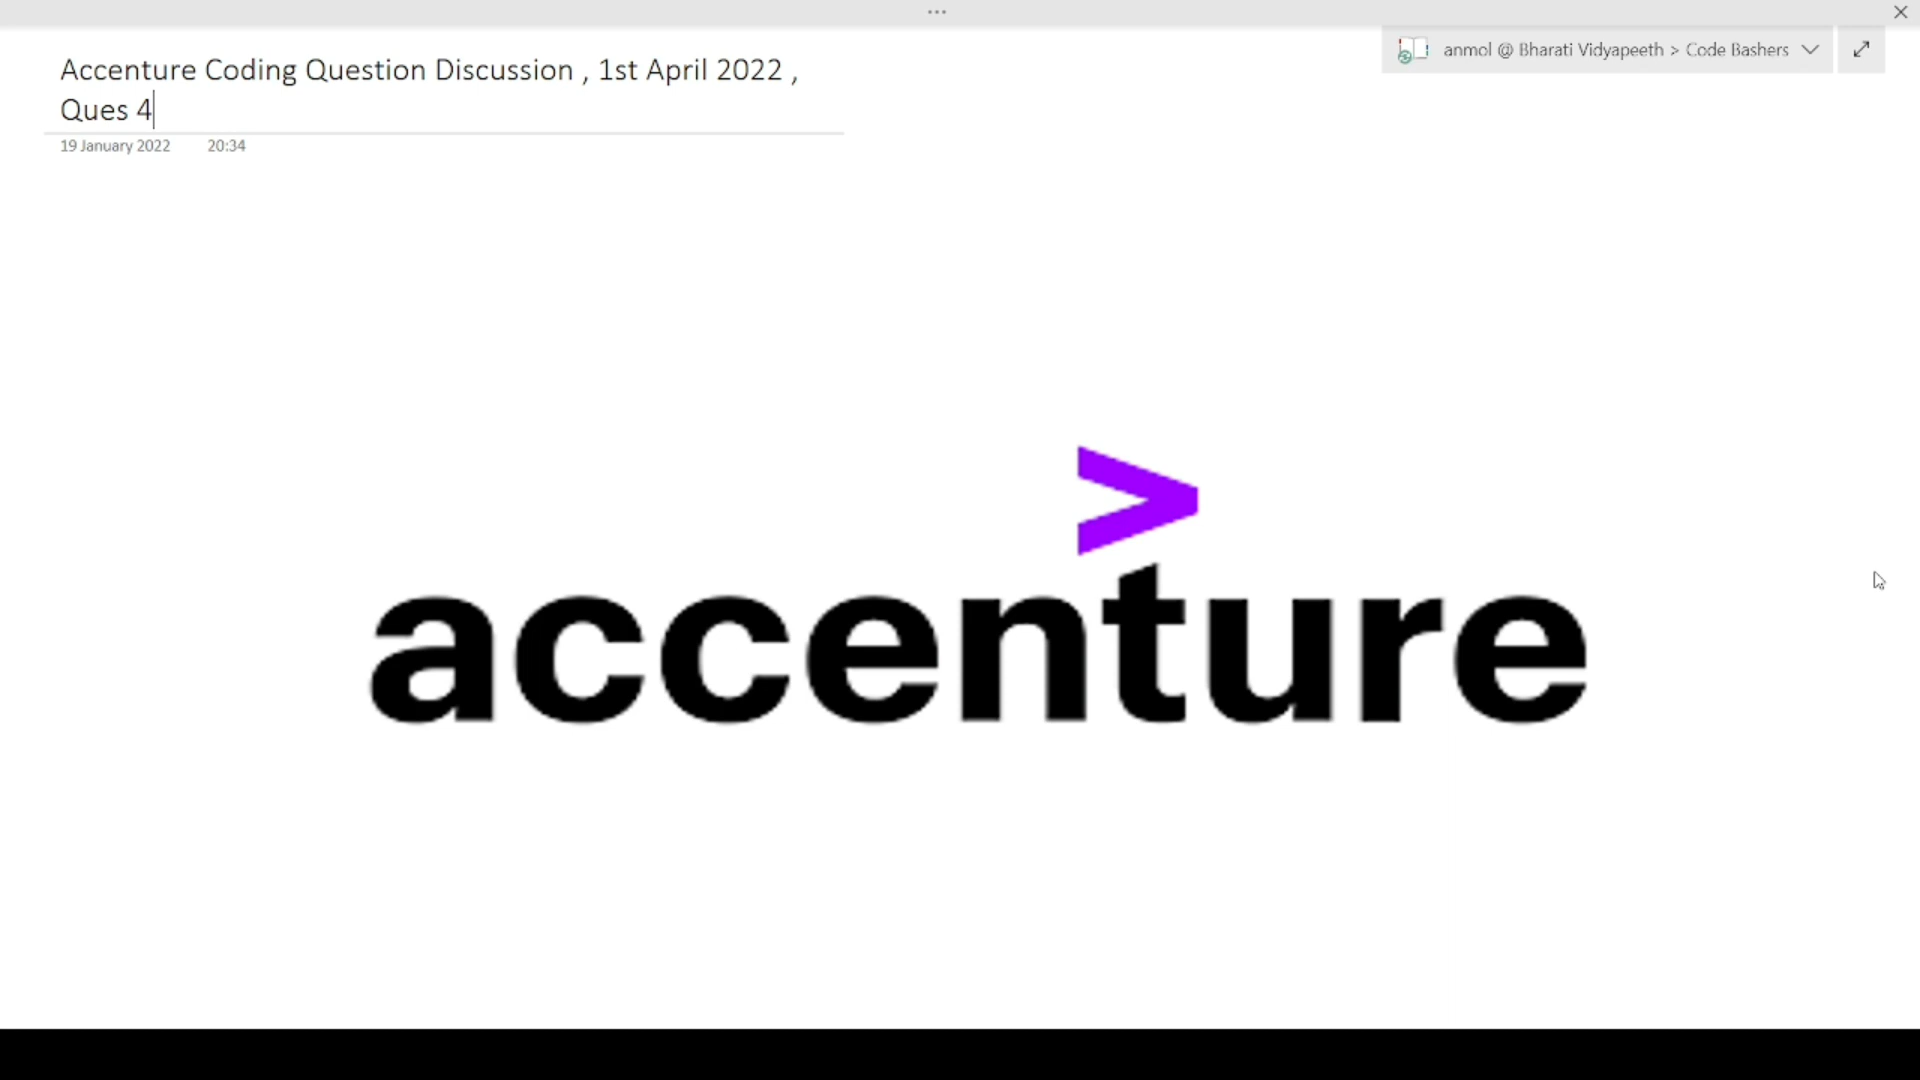 anmol @ Bharati Vidyapeeth > Code Bashers
Accenture Coding Question Discussion , 1st April 2022 ,
Ques 4
19 January 2022 20:34
>
accenture